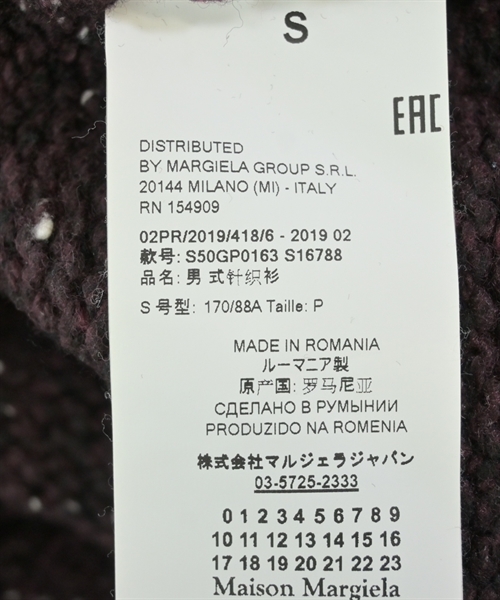 S
EAC
DISTRIBUTED
BY MARGIELA GROUP S.R.L.
20144 MILANO (MI) - ITALY
RN 154909
02PR/2019/418/6 - 2019 02
款号: S50GP0163 S16788
品名: 男 式针织衫
S 号型: 170/88A Taille: P
MADE IN ROMANIA
ルーマニア製
原产国: 罗马尼亚
СДЕЛАНО В РУМЫНИИ
PRODUZIDO NA ROMENIA
株式会社マルジェラジャパン
03-5725-2333
0 1 2 3 4 5 6 7 8 9
10 11 12 13 14 15 16
17 18 19 20 21 22 23
Maison Margiela